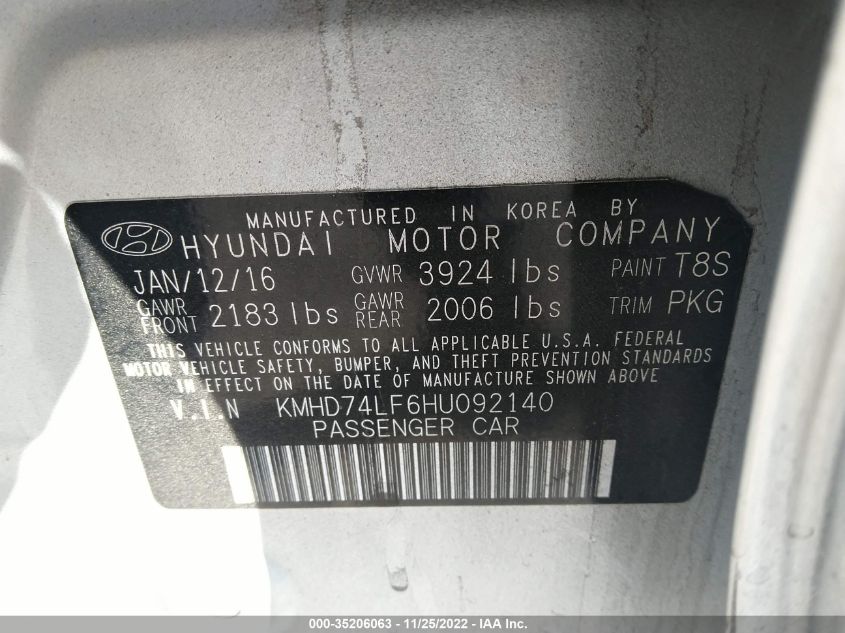 MANUFACTURED IN KOREA BY
HYUNDAI MOTOR COMPANY
JAN/12/16 GVWR 3924 lbs PAINT T8S
GAWR FRONT 2183 lbs GAWR REAR 2006 lbs TRIM PKG
THIS VEHICLE CONFORMS TO ALL APPLICABLE U.S.A. FEDERAL
MOTOR VEHICLE SAFETY, BUMPER, AND THEFT PREVENTION STANDARDS
IN EFFECT ON THE DATE OF MANUFACTURE SHOWN ABOVE
V.I.N KMHD74LF6HU092140
PASSENGER CAR
000-35206063 - 11/25/2022 - IAA Inc.